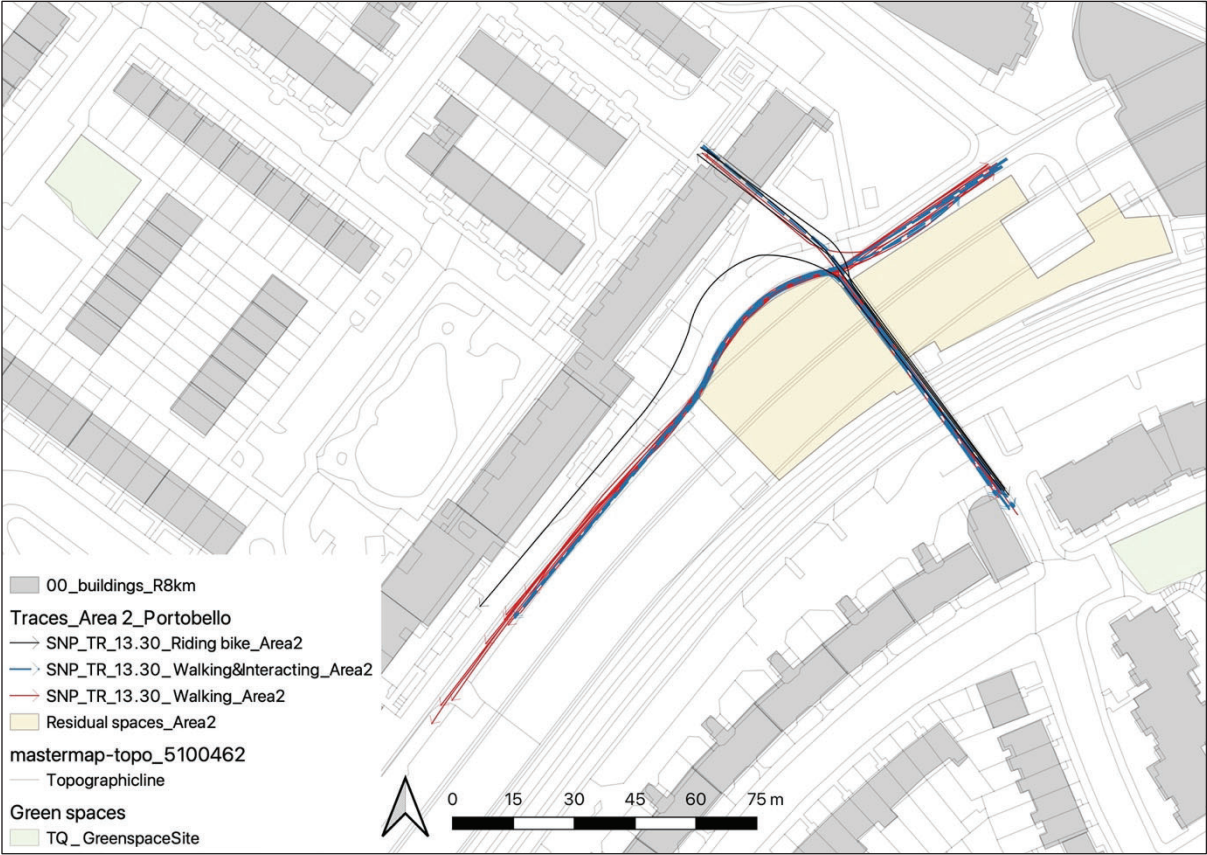 00_buildings_R8km
Traces_Area 2_Portobello
SNP_TR_13.30_Riding bike_Area2
SNP_TR_13.30_Walking&Interacting_Area2
SNP_TR_13.30_Walking_Area2
Residual spaces_Area2
mastermap-topo_5100462
Topographicline
Green spaces
TQ_GreenspaceSite
0 15 30 45 60 75 m